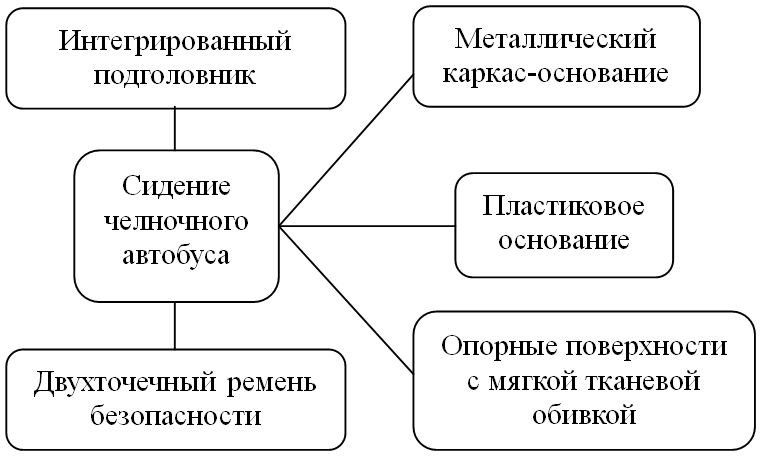 Интегрированный
подголовник
Металлический
каркас-основание
Сидение
челночного
автобуса
Пластиковое
основание
Двухточечный ремень
безопасности
Опорные поверхности
с мягкой тканевой
обивкой